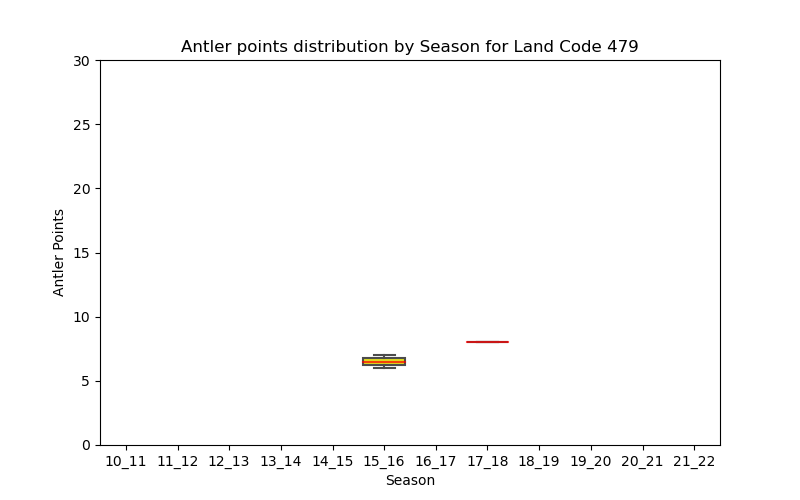 Antler points distribution by Season for Land Code 479
30
25
20
15
10
5
0
Antler Points
10_11 11_12 12_13 13_14 14_15 15_16 16_17 17_18 18_19 19_20 20_21 21_22
Season